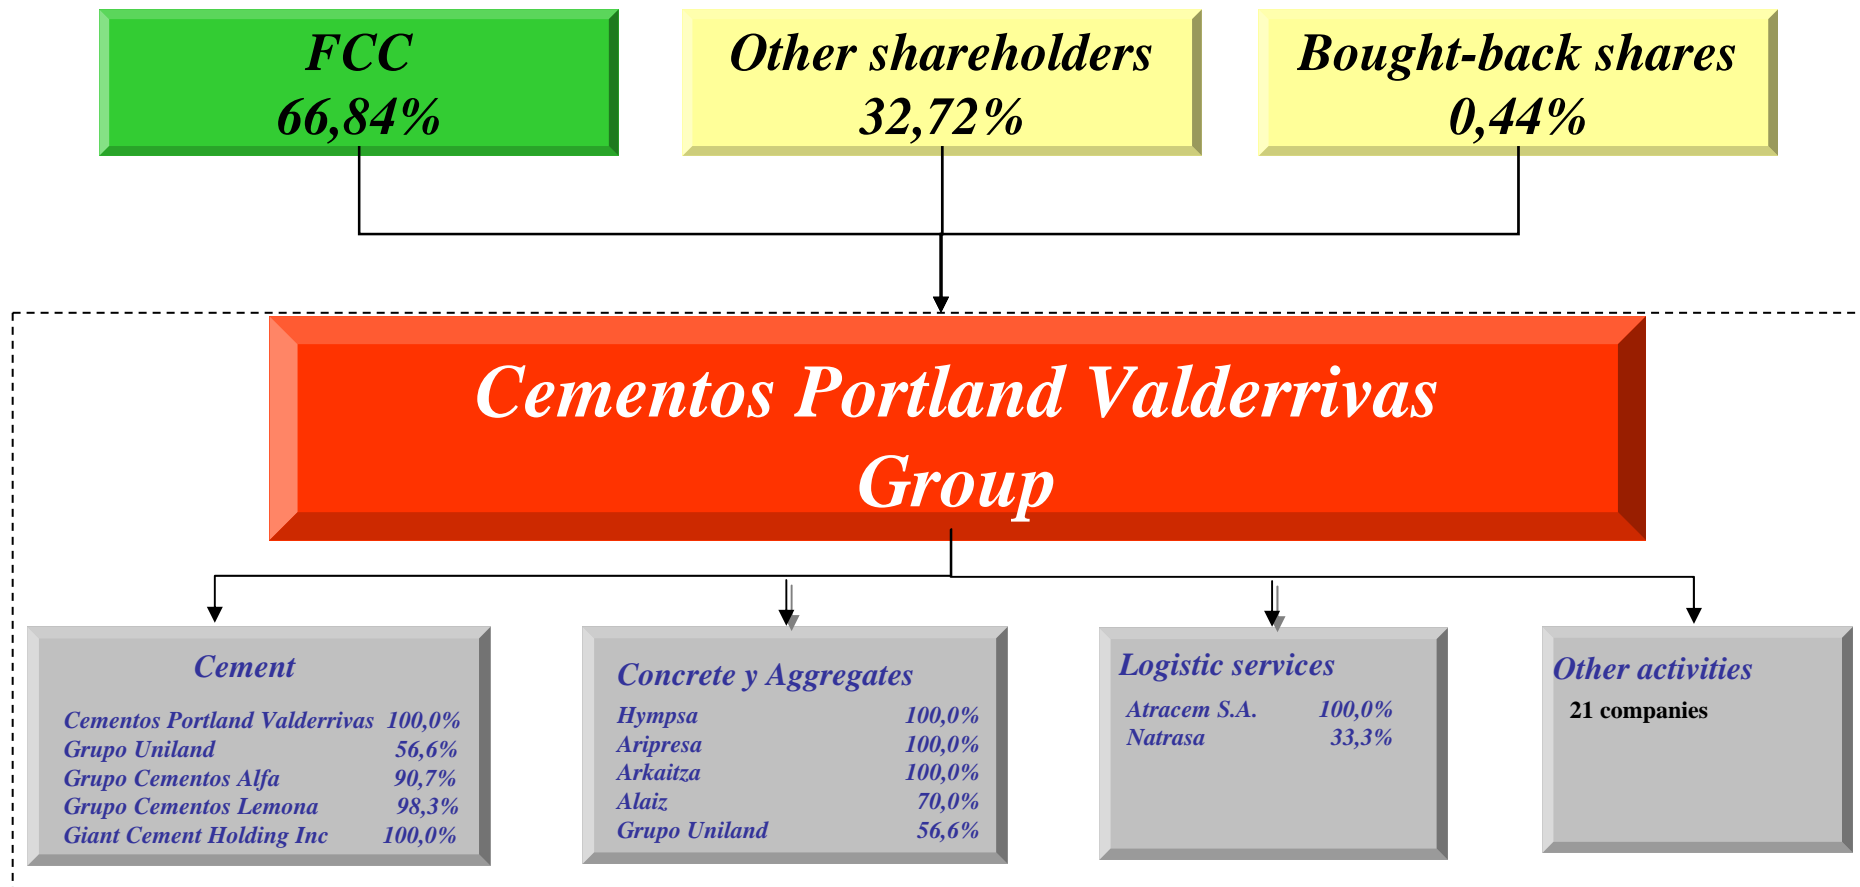 FCC
66,84%
Other shareholders
32,72%
Bought-back shares
0,44%
Cementos Portland Valderrivas
Group
Cement
Cementos Portland Valderrivas 100,0%
Grupo Uniland 56,6%
Grupo Cementos Alfa 90,7%
Grupo Cementos Lemona 98,3%
Giant Cement Holding Inc 100,0%
Concrete y Aggregates
Hympsa 100,0%
Aripresa 100,0%
Arkaitza 100,0%
Alaiz 70,0%
Grupo Uniland 56,6%
Logistic services
Atracem S.A. 100,0%
Natrasa 33,3%
Other activities
21 companies